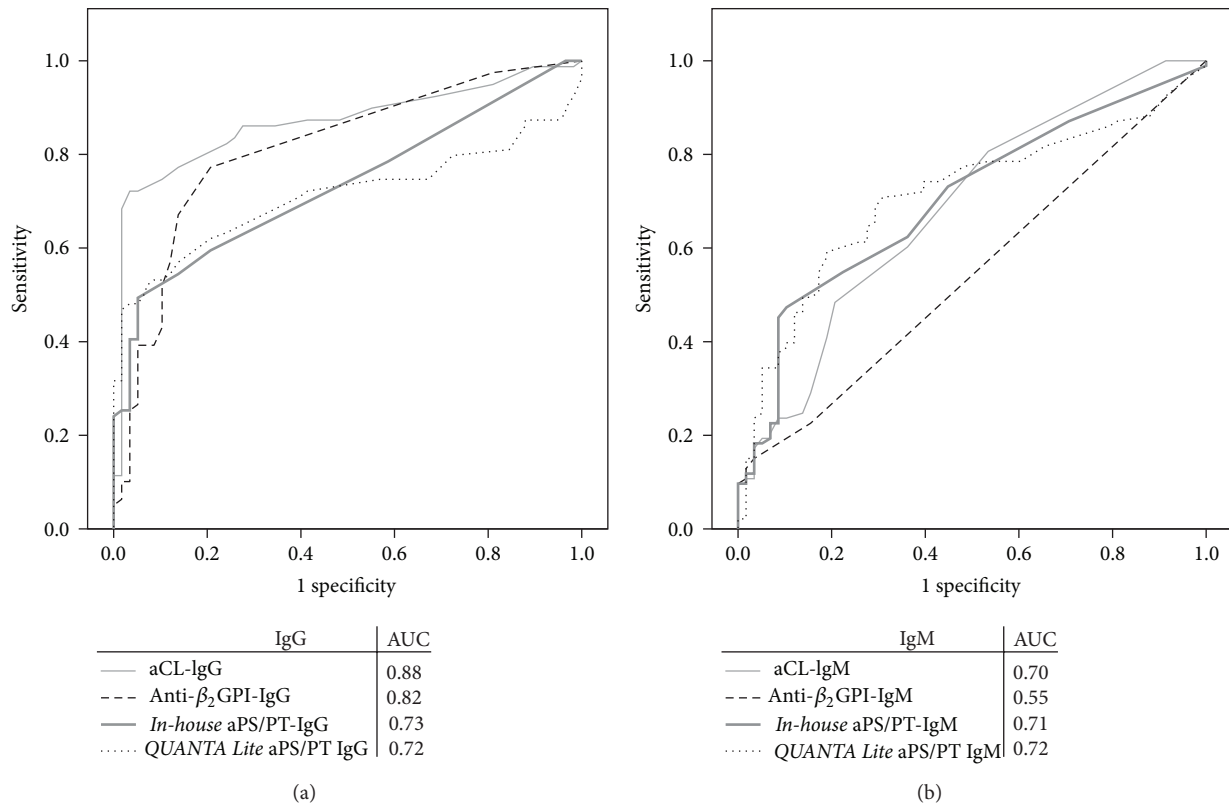 1.0
0.8
0.6
0.4
0.2
0.0
Sensitivity
0.0 0.2 0.4 0.6 0.8 1.0
1 specificity
IgG AUC
aCL-lgG 0.88
Anti-β₂GPI-IgG 0.82
In-house aPS/PT-IgG 0.73
QUANTA Lite aPS/PT IgG 0.72
(a)
1.0
0.8
0.6
0.4
0.2
0.0
Sensitivity
0.0 0.2 0.4 0.6 0.8 1.0
1 specificity
IgM AUC
aCL-lgM 0.70
Anti-β₂GPI-IgM 0.55
In-house aPS/PT-IgM 0.71
QUANTA Lite aPS/PT IgM 0.72
(b)